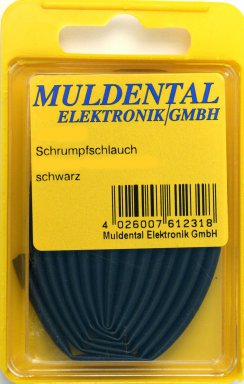 MULDENTAL
ELEKTRONIK/GMBH
Schrumpfschlauch
schwarz
4 026007 612318
Muldental Elektronik GmbH